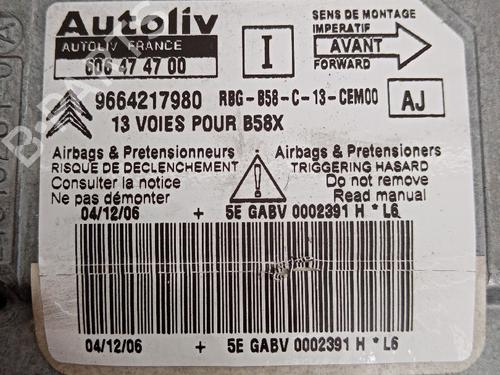 Autoliv
AUTOLIV FRANCE
606 47 47 00
I
SENS DE MONTAGE
IMPERATIF
AVANT
FORWARD
9664217980 RBG-B58-C-13-CEM00 AJ
13 VOIES POUR B58X
Airbags & Pretensionneurs
RISQUE DE DECLENCHEMENT
Consulter la notice
Ne pas démonter
Airbags & Pretensioners
TRIGGERING HASARD
Do not remove
Read manual
04/12/06 + 5E GABV 0002391 H * L6
04/12/06 + 5E GABV 0002391 H * L6